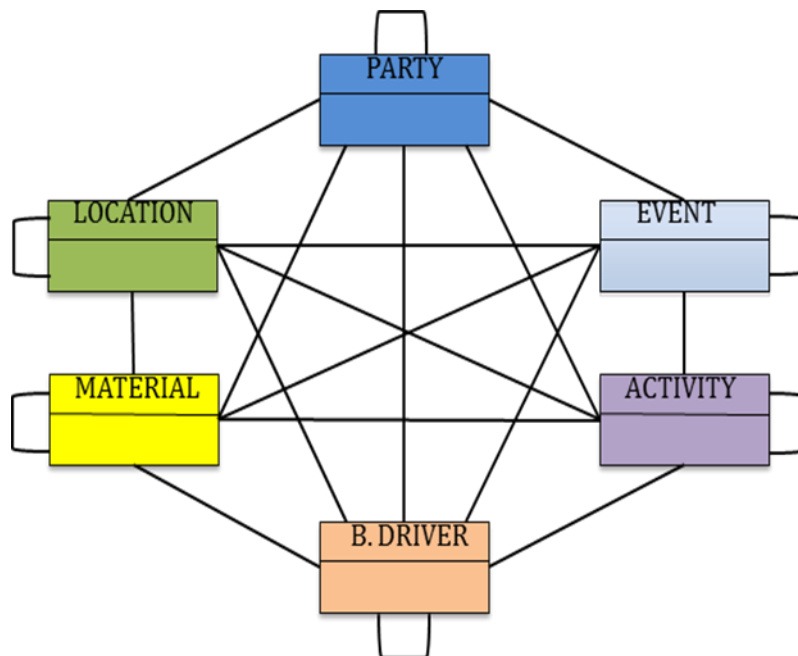 PARTY
LOCATION
EVENT
MATERIAL
ACTIVITY
B. DRIVER